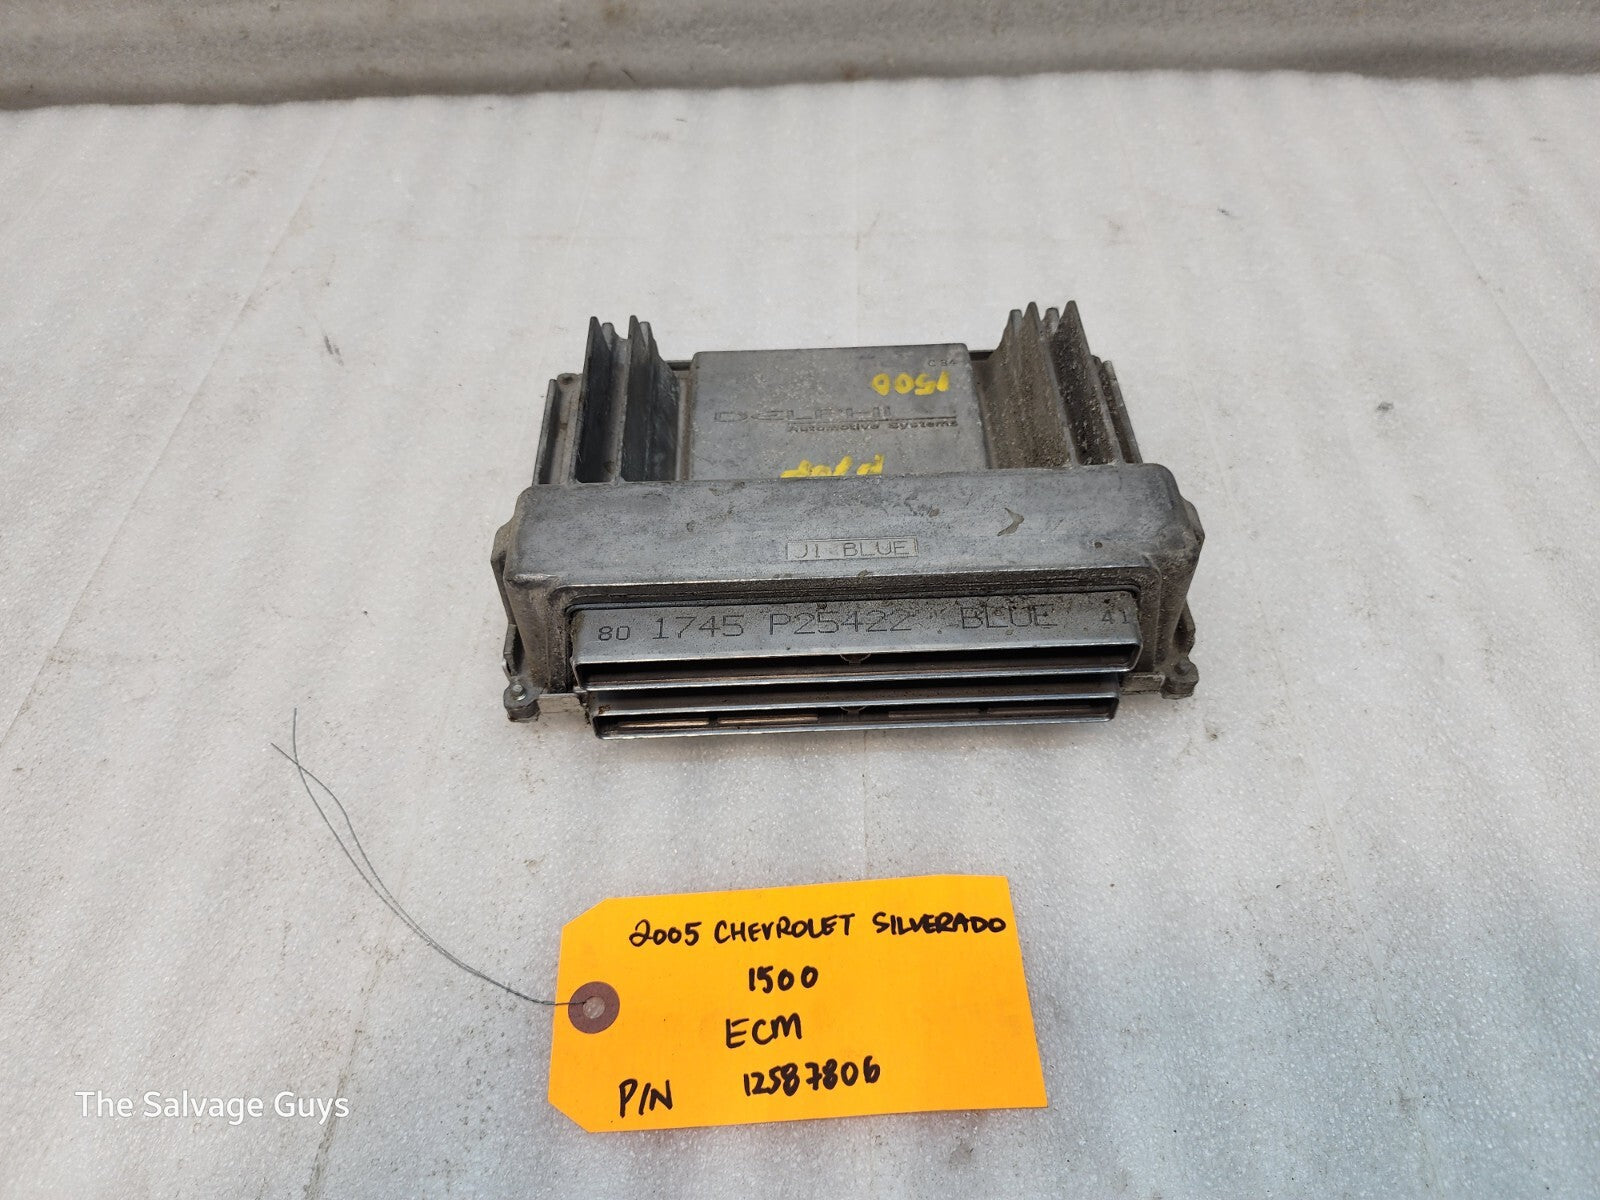 1500
DELPHI
Automotive Systems
J1-BLUE
80 1745 P25422 BLUE 41
2005 CHEVROLET SILVERADO
1500
ECM
P/N 12587806
The Salvage Guys